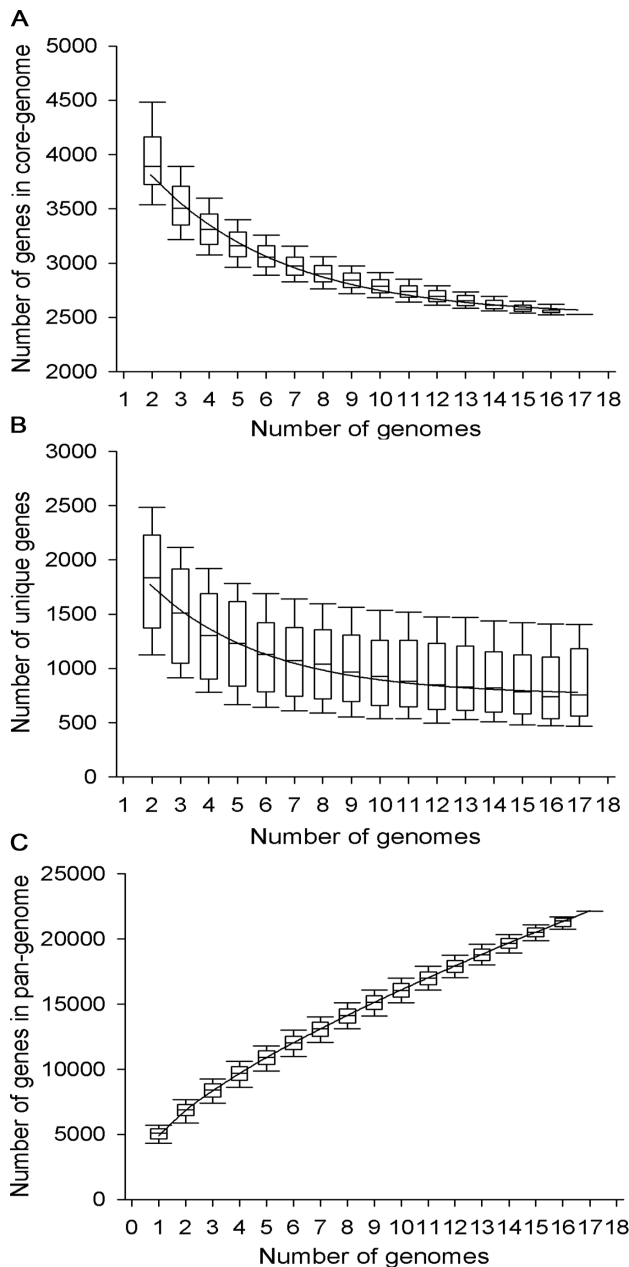 A
Number of genes in core-genome
5000
4500
4000
3500
3000
2500
2000
1 2 3 4 5 6 7 8 9 10 11 12 13 14 15 16 17 18
Number of genomes
B
Number of unique genes
3000
2500
2000
1500
1000
500
0
1 2 3 4 5 6 7 8 9 10 11 12 13 14 15 16 17 18
Number of genomes
C
Number of genes in pan-genome
25000
20000
15000
10000
5000
0
0 1 2 3 4 5 6 7 8 9 10 11 12 13 14 15 16 17 18
Number of genomes